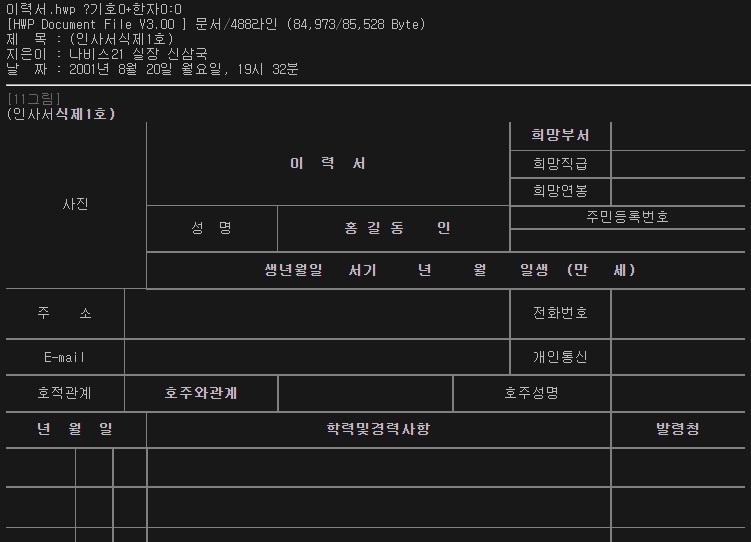 이력서.hwp ?기호0+한자0:0
[HWP Document File V3.00 ] 문서/488라인 (84,973/85,528 Byte)
제 목 : (인사서식제1호)
지은이 : 나비스21 실장 신삼국
날 짜 : 2001년 8월 20일 월요일, 19시 32분
[11그림]
(인사서식제1호)
사진
이 력 서
희망부서
희망직급
희망연봉
성 명
홍 길 동 인
주민등록번호
생년월일 서기 년 월 일생 (만 세)
주 소
전화번호
E-mail
개인통신
호적관계 호주와관계 호주성명
년 월 일 학력및경력사항 발령청